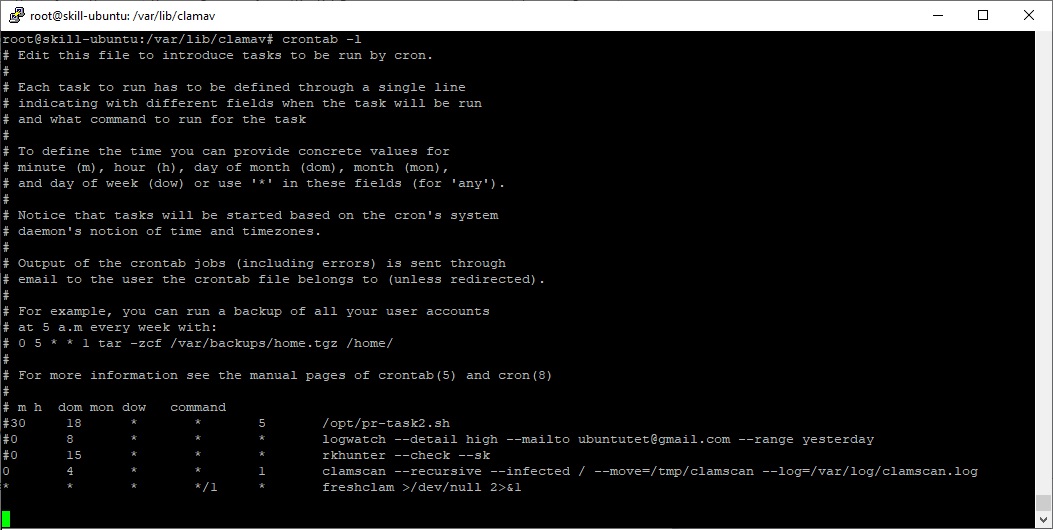 root@skill-ubuntu: /var/lib/clamav
root@skill-ubuntu:/var/lib/clamav# crontab -l
# Edit this file to introduce tasks to be run by cron.
#
# Each task to run has to be defined through a single line
# indicating with different fields when the task will be run
# and what command to run for the task
#
# To define the time you can provide concrete values for
# minute (m), hour (h), day of month (dom), month (mon),
# and day of week (dow) or use '*' in these fields (for 'any').
#
# Notice that tasks will be started based on the cron's system
# daemon's notion of time and timezones.
#
# Output of the crontab jobs (including errors) is sent through
# email to the user the crontab file belongs to (unless redirected).
#
# For example, you can run a backup of all your user accounts
# at 5 a.m every week with:
# 0 5 * * 1 tar -zcf /var/backups/home.tgz /home/
#
# For more information see the manual pages of crontab(5) and cron(8)
#
# m h  dom mon dow   command
#30     18      *       *       5       /opt/pr-task2.sh
#0      8       *       *       *       logwatch --detail high --mailto ubuntutet@gmail.com --range yesterday
#0      15      *       *       *       rkhunter --check --sk
0       4       *       *       1       clamscan --recursive --infected / --move=/tmp/clamscan --log=/var/log/clamscan.log
*       *       *       */1     *       freshclam >/dev/null 2>&1